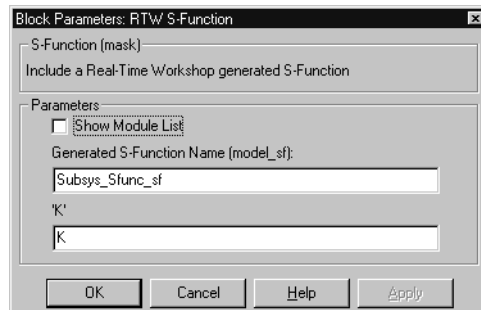 Block Parameters: RTW S-Function
S-Function (mask)
Include a Real-Time Workshop generated S-Function
Parameters
Show Module List
Generated S-Function Name (model_sf):
Subsys_Sfunc_sf
'K'
K
OK Cancel Help Apply